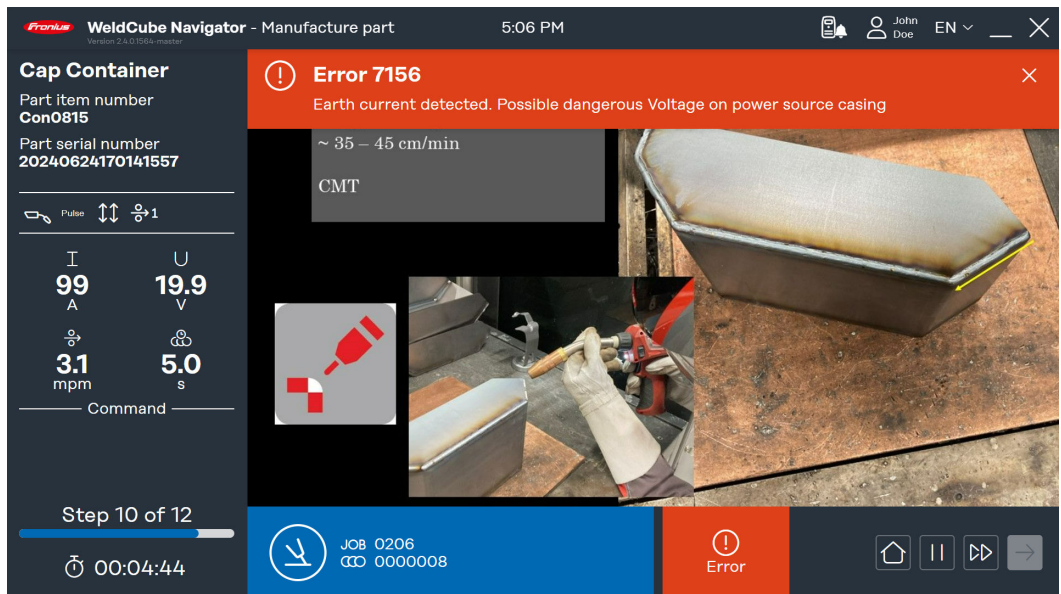 Fronius WeldCube Navigator - Manufacture part 5:06 PM John Doe EN
Version 2.4.0.1564-master
Cap Container
Part item number
Con0815
Part serial number
20240624170141557
Pulse 1
I U
99 19.9
A V
3.1 5.0
mpm s
Command
Step 10 of 12
00:04:44
Error 7156
Earth current detected. Possible dangerous Voltage on power source casing
~ 35 – 45 cm/min
CMT
JOB 0206
0000008
Error